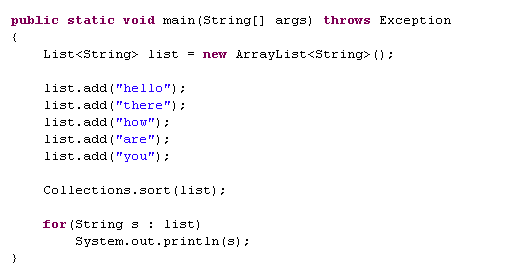 public static void main(String[] args) throws Exception
{
    List<String> list = new ArrayList<String>();

    list.add("hello");
    list.add("there");
    list.add("how");
    list.add("are");
    list.add("you");

    Collections.sort(list);

    for(String s : list)
        System.out.println(s);
}